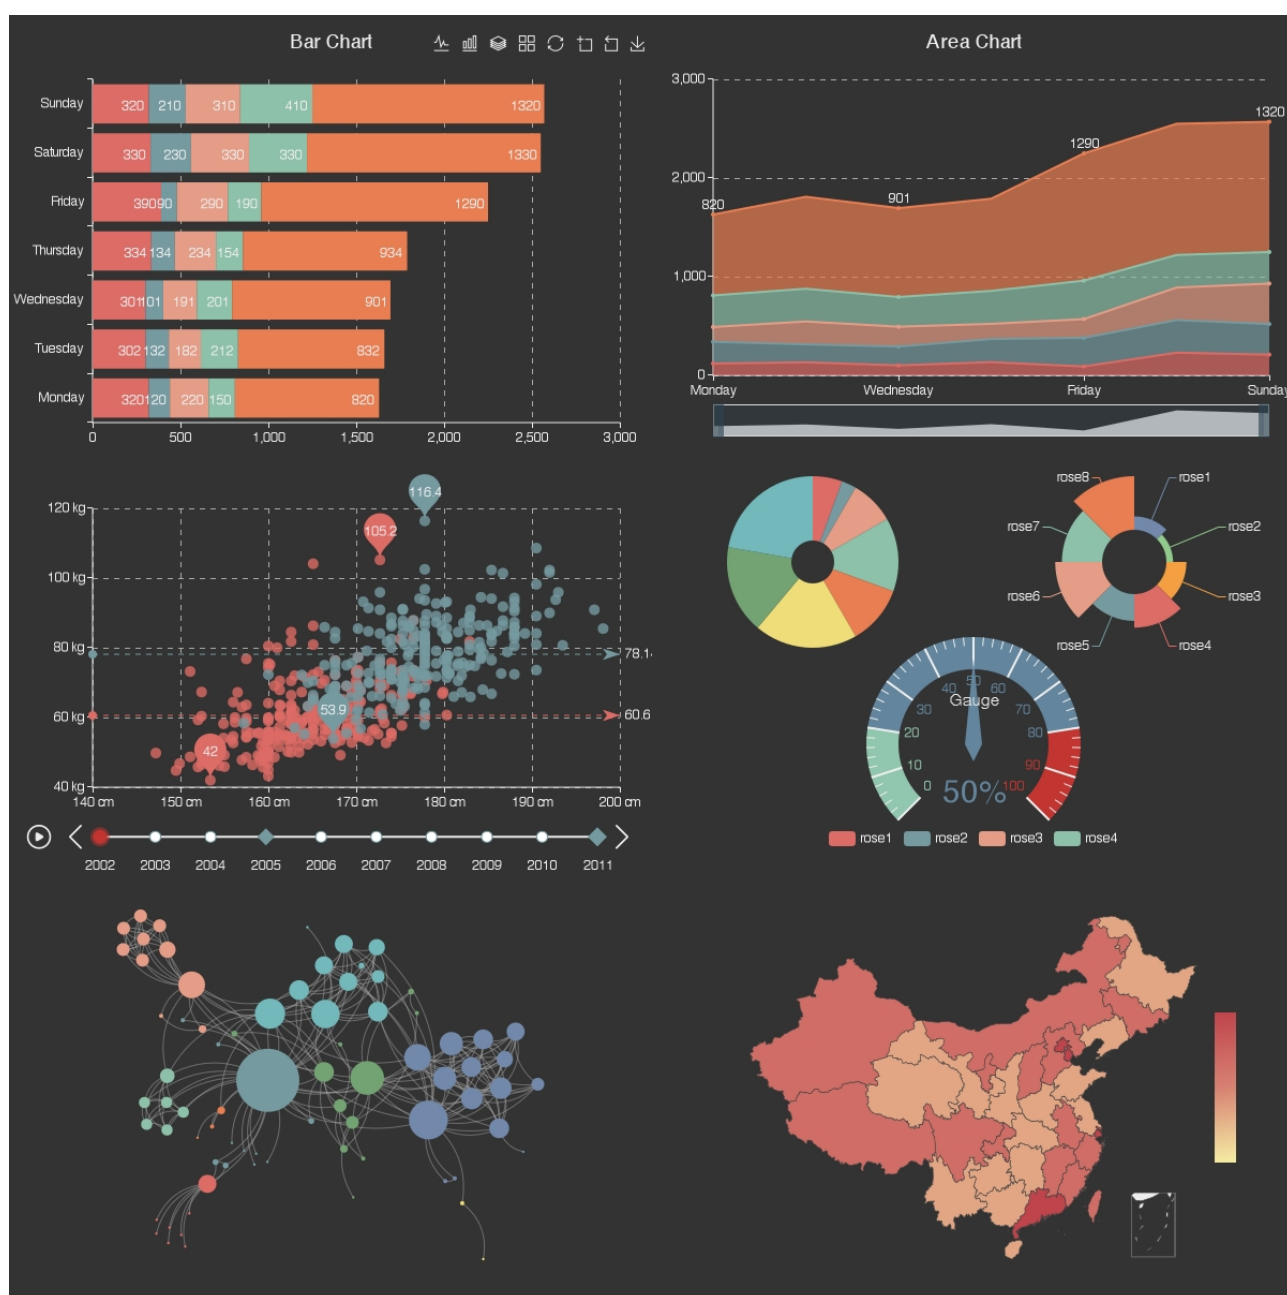 Bar Chart
Area Chart
Sunday 320 210 310 410 1320
Saturday 330 230 330 330 1330
Friday 390 90 290 190 1290
Thursday 334 134 234 154 934
Wednesday 301 101 191 201 901
Tuesday 302 132 182 212 832
Monday 320 120 220 150 820
0 500 1,000 1,500 2,000 2,500 3,000
3,000
2,000
1,000
0
820 901 1290 1320
Monday Wednesday Friday Sunday
120 kg
100 kg
80 kg
60 kg
40 kg
116.4
105.2
78.1
53.9
60.6
42
140 cm 150 cm 160 cm 170 cm 180 cm 190 cm 200 cm
2002 2003 2004 2005 2006 2007 2008 2009 2010 2011
rose8 rose1
rose7 rose2
rose6 rose3
rose5 rose4
0 10 20 30 40 50 60 70 80 90 100
Gauge
50%
rose1 rose2 rose3 rose4